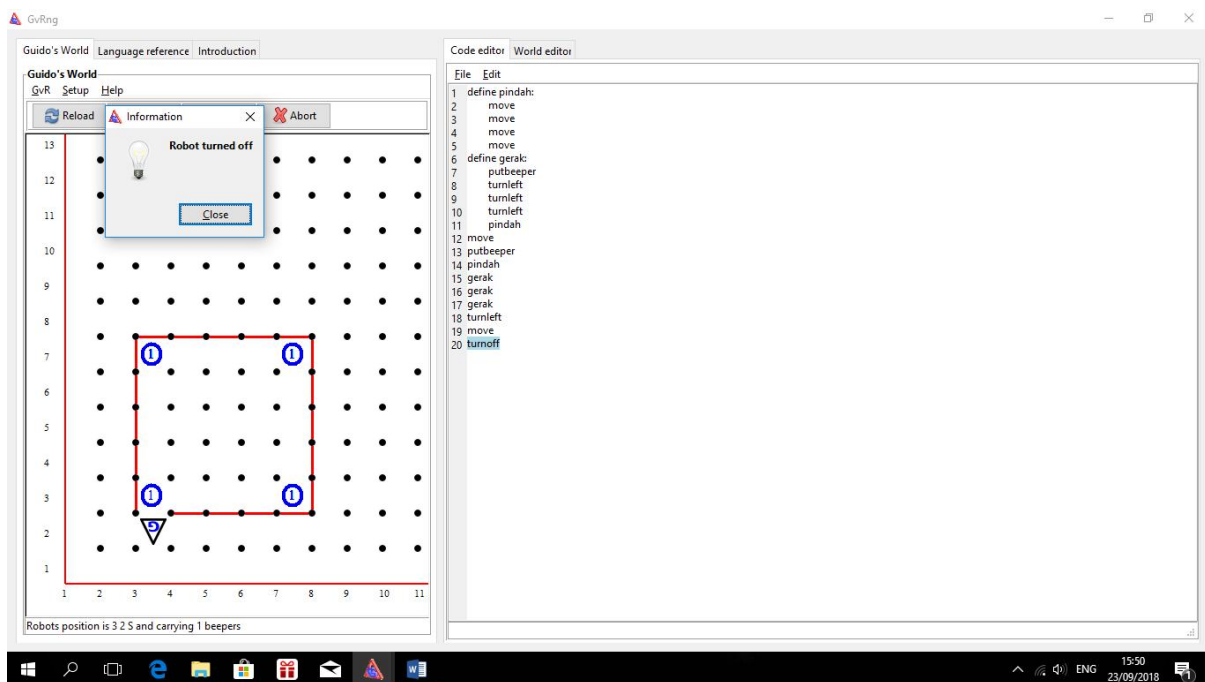 GvRng
Guido's World Language reference Introduction
Guido's World
GvR Setup Help
Reload Abort
Information
Robot turned off
Close
13
12
11
10
9
8
7
6
5
4
3
2
1
1 1
1 1
G
1 2 3 4 5 6 7 8 9 10 11
Robots position is 3 2 S and carrying 1 beepers
Code editor World editor
File Edit
1 define pindah:
2 move
3 move
4 move
5 move
6 define gerak:
7 putbeeper
8 turnleft
9 turnleft
10 turnleft
11 pindah
12 move
13 putbeeper
14 pindah
15 gerak
16 gerak
17 gerak
18 turnleft
19 move
20 turnoff
ENG
15:50
23/09/2018